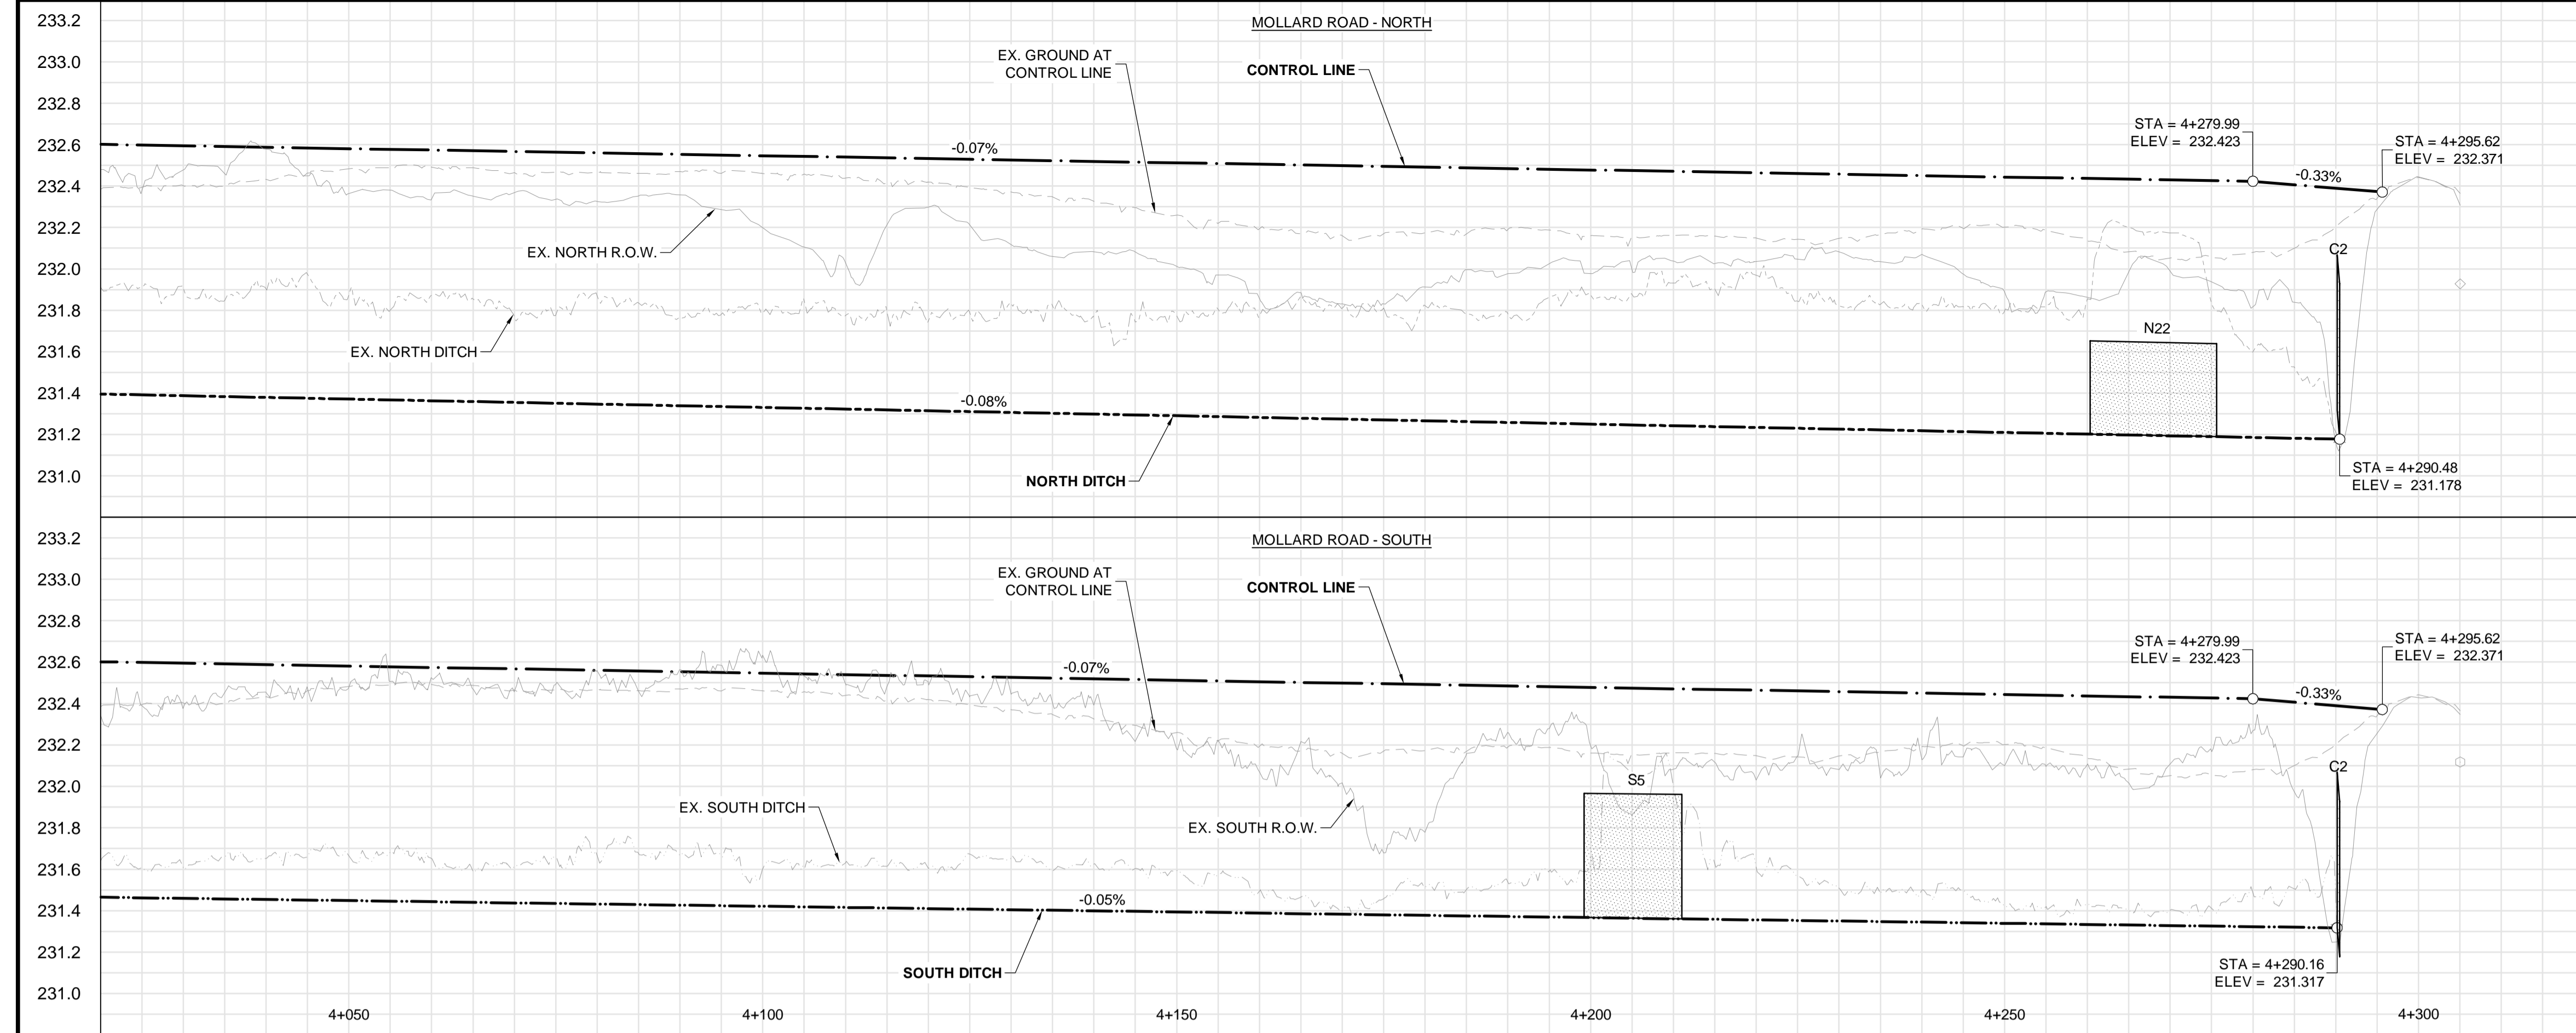 MOLLARD ROAD - NORTH
233.2
233.0
232.8
232.6
232.4
232.2
232.0
231.8
231.6
231.4
231.2
231.0
EX. GROUND AT
CONTROL LINE
CONTROL LINE
STA = 4+279.99
ELEV = 232.423
STA = 4+295.62
ELEV = 232.371
-0.07%
-0.33%
EX. NORTH R.O.W.
C2
N22
EX. NORTH DITCH
-0.08%
NORTH DITCH
STA = 4+290.48
ELEV = 231.178
MOLLARD ROAD - SOUTH
233.2
233.0
232.8
232.6
232.4
232.2
232.0
231.8
231.6
231.4
231.2
231.0
EX. GROUND AT
CONTROL LINE
CONTROL LINE
STA = 4+279.99
ELEV = 232.423
STA = 4+295.62
ELEV = 232.371
-0.07%
-0.33%
C2
S5
EX. SOUTH DITCH
EX. SOUTH R.O.W.
-0.05%
SOUTH DITCH
STA = 4+290.16
ELEV = 231.317
4+050
4+100
4+150
4+200
4+250
4+300